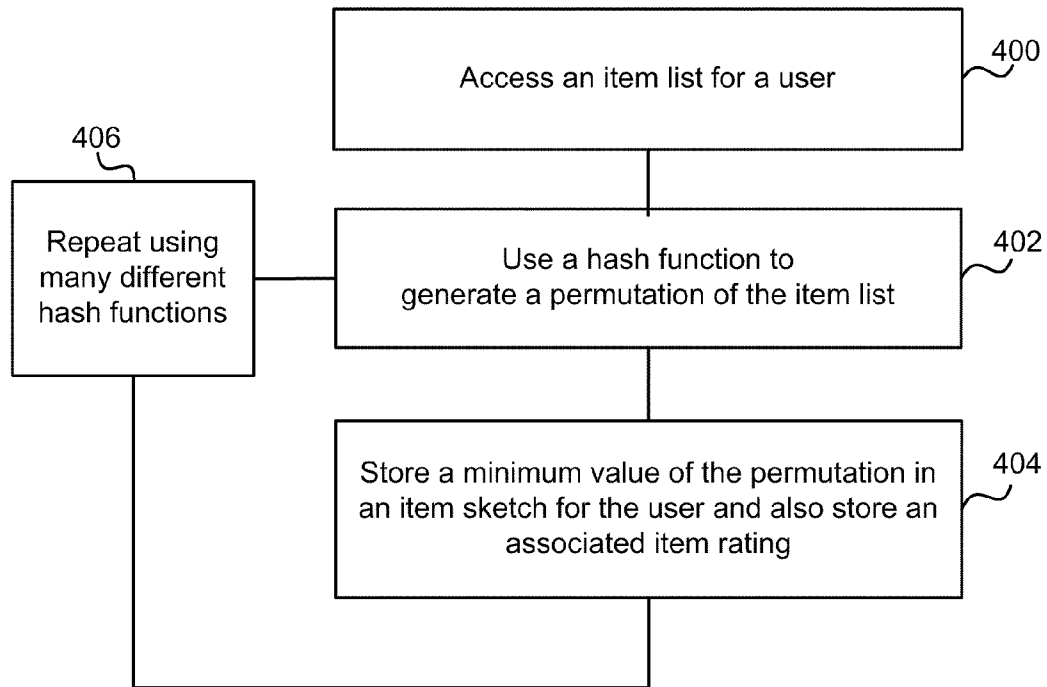 Access an item list for a user
400
406
Repeat using
many different
hash functions
Use a hash function to
generate a permutation of the item list
402
Store a minimum value of the permutation in
an item sketch for the user and also store an
associated item rating
404